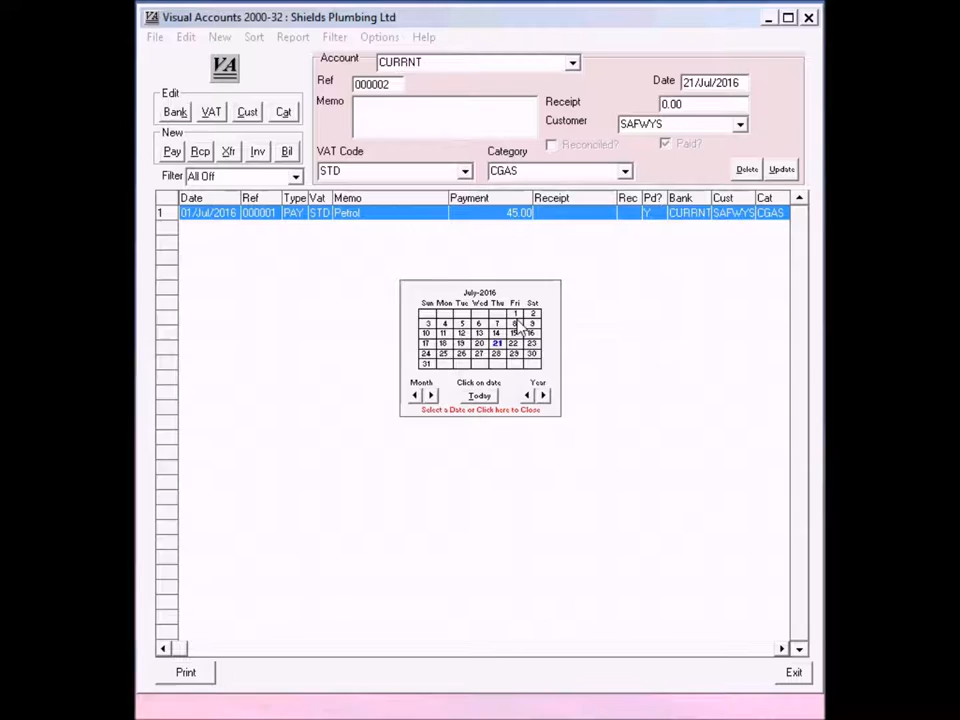 Visual Accounts 2000-32 : Shields Plumbing Ltd
File Edit New Sort Report Filter Options Help
VA
Account CURRNT
Ref 000002
Date 21/Jul/2016
Memo
Receipt 0.00
Customer SAFWYS
Reconciled? Paid?
VAT Code Category
STD CGAS
Delete Update
Edit
Bank VAT Cust Cat
New
Pay Rcp Xfr Inv Bil
Filter All Off
Date Ref Type Vat Memo Payment Receipt Rec Pd? Bank Cust Cat
1 01/Jul/2016 000001 PAY STD Petrol 45.00 Y CURRNT SAFWYS CGAS
July-2016
Sun Mon Tue Wed Thu Fri Sat
1 2
3 4 5 6 7 8 9
10 11 12 13 14 15 16
17 18 19 20 21 22 23
24 25 26 27 28 29 30
31
Month Click on date Year
Today
Select a Date or Click here to Close
Print Exit